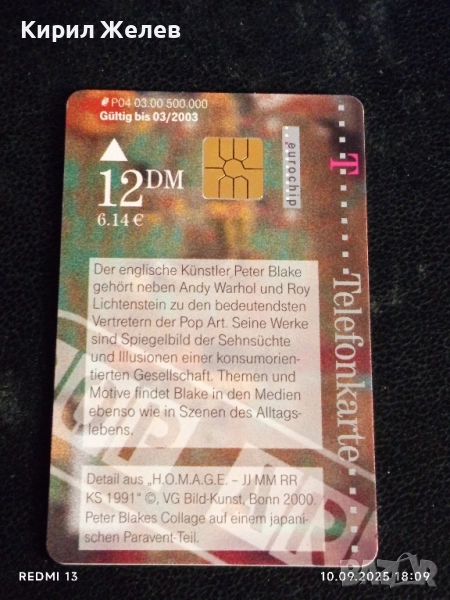 Кирил Желев
P04 03.00 500.000
Gültig bis 03/2003
12 DM
6.14 €
eurochip
T
Telefonkarte
Der englische Künstler Peter Blake
gehört neben Andy Warhol und Roy
Lichtenstein zu den bedeutendsten
Vertretern der Pop Art. Seine Werke
sind Spiegelbild der Sehnsüchte
und Illusionen einer konsumorien-
tierten Gesellschaft. Themen und
Motive findet Blake in den Medien
ebenso wie in Szenen des Alltags-
lebens.
Detail aus „H.O.M.A.G.E. – JJ MM RR
KS 1991" ©, VG Bild-Kunst, Bonn 2000.
Peter Blakes Collage auf einem japani-
schen Paravent-Teil.
REDMI 13
10.09.2025 18:09
BAZAR